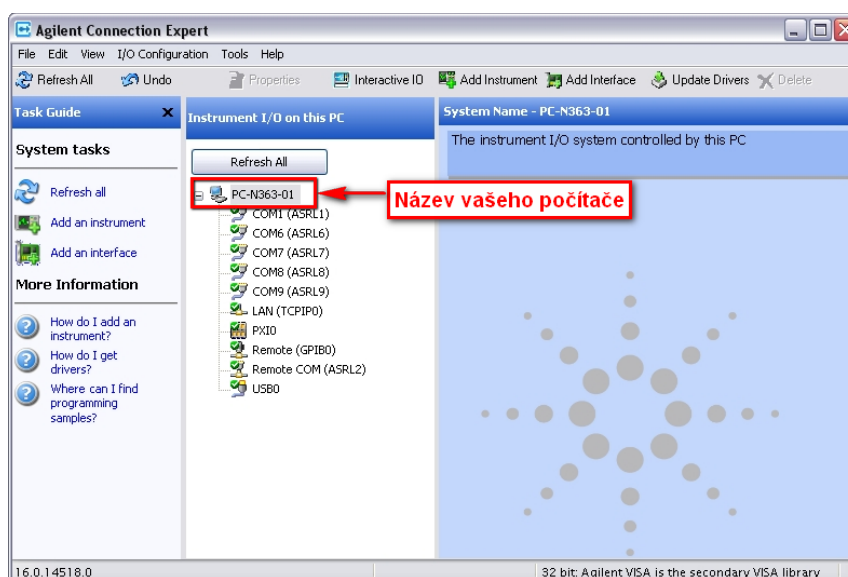 Agilent Connection Expert
File Edit View I/O Configuration Tools Help
Refresh All Undo Properties Interactive IO Add Instrument Add Interface Update Drivers Delete
Task Guide
System tasks
Refresh all
Add an instrument
Add an interface
More Information
How do I add an
instrument?
How do I get
drivers?
Where can I find
programming
samples?
Instrument I/O on this PC
Refresh All
PC-N363-01
Název vašeho počítače
COM1 (ASRL1)
COM6 (ASRL6)
COM7 (ASRL7)
COM8 (ASRL8)
COM9 (ASRL9)
LAN (TCPIP0)
PXI0
Remote (GPIB0)
Remote COM (ASRL2)
USB0
System Name - PC-N363-01
The instrument I/O system controlled by this PC
16.0.14518.0
32 bit: Agilent VISA is the secondary VISA library